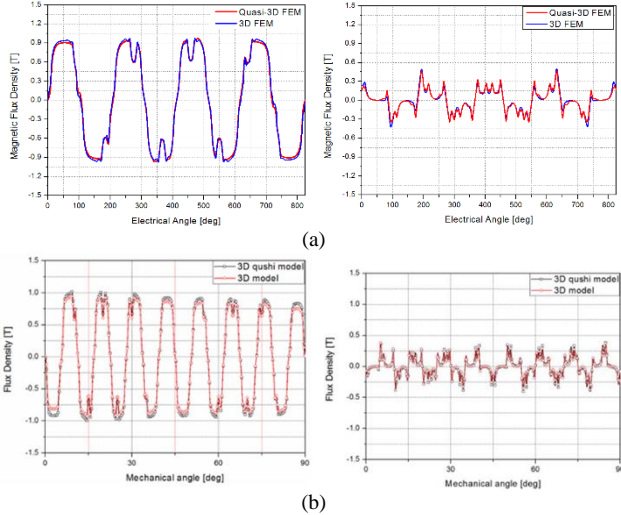 Quasi-3D FEM
3D FEM
Magnetic Flux Density [T]
1.5
1.2
0.9
0.6
0.3
0.0
-0.3
-0.6
-0.9
-1.2
-1.5
0 100 200 300 400 500 600 700 800
Electrical Angle [deg]
Quasi-3D FEM
3D FEM
Magnetic Flux Density [T]
1.5
1.2
0.9
0.6
0.3
0.0
-0.3
-0.6
-0.9
-1.2
-1.5
0 100 200 300 400 500 600 700 800
Electrical Angle [deg]
(a)
3D qushi model
3D model
Flux Density [T]
1.5
1.0
0.5
0.0
-0.5
-1.0
-1.5
0 30 60 90
Mechanical angle [deg]
3D qushi model
3D model
Flux Density [T]
1.5
1.0
0.5
0.0
-0.5
-1.0
-1.5
0 30 60 90
Mechanical angle [deg]
(b)